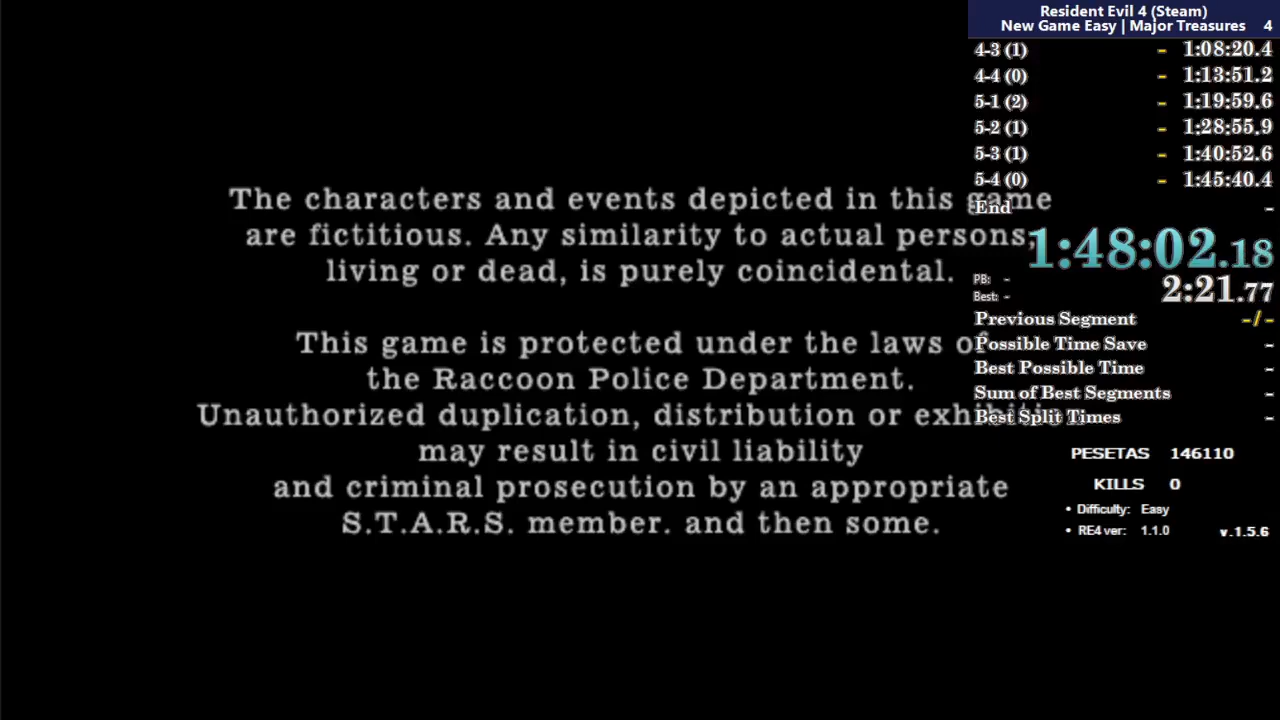 Resident Evil 4 (Steam)
New Game Easy | Major Treasures 4
4-3 (1) - 1:08:20.4
4-4 (0) - 1:13:51.2
5-1 (2) - 1:19:59.6
5-2 (1) - 1:28:55.9
5-3 (1) - 1:40:52.6
5-4 (0) - 1:45:40.4
End -
1:48:02.18
PB: -
Best: -
2:21.77
Previous Segment -/-
Possible Time Save -
Best Possible Time -
Sum of Best Segments -
Best Split Times -
PESETAS 146110
KILLS 0
• Difficulty: Easy
• RE4 ver: 1.1.0 v.1.5.6
The characters and events depicted in this game
are fictitious. Any similarity to actual persons,
living or dead, is purely coincidental.
This game is protected under the laws of
the Raccoon Police Department.
Unauthorized duplication, distribution or exhibition
may result in civil liability
and criminal prosecution by an appropriate
S.T.A.R.S. member. and then some.